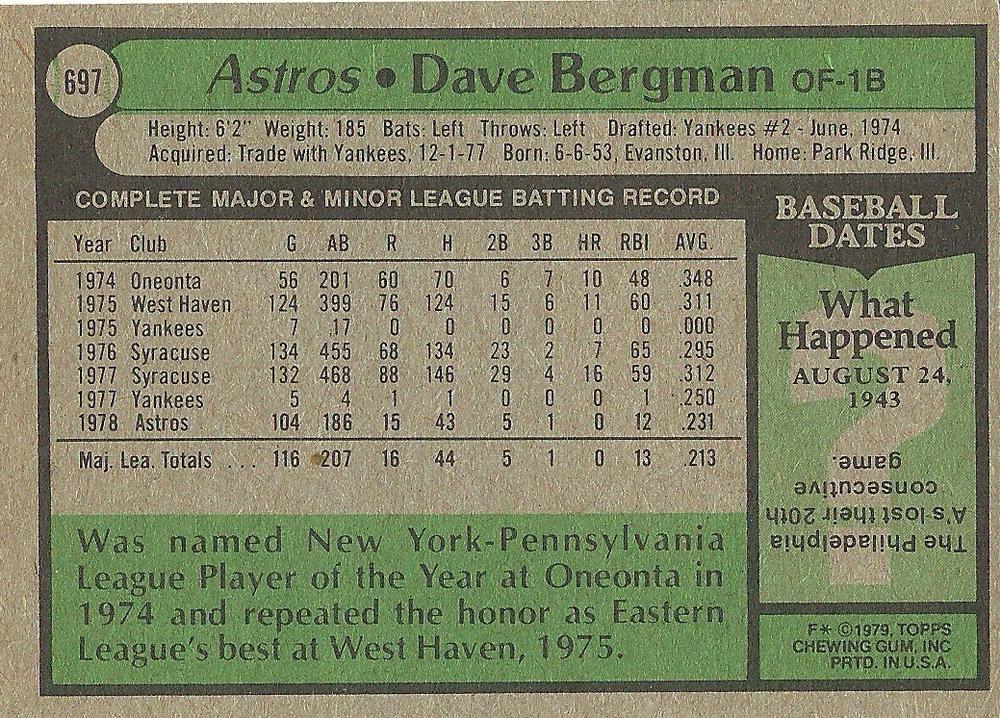 697
Astros • Dave Bergman OF-1B
Height: 6'2" Weight: 185 Bats: Left Throws: Left Drafted: Yankees #2 - June, 1974
Acquired: Trade with Yankees, 12-1-77 Born: 6-6-53, Evanston, Ill. Home: Park Ridge, Ill.
COMPLETE MAJOR & MINOR LEAGUE BATTING RECORD
Year Club G AB R H 2B 3B HR RBI AVG.
1974 Oneonta 56 201 60 70 6 7 10 48 .348
1975 West Haven 124 399 76 124 15 6 11 60 .311
1975 Yankees 7 17 0 0 0 0 0 0 .000
1976 Syracuse 134 455 68 134 23 2 7 65 .295
1977 Syracuse 132 468 88 146 29 4 16 59 .312
1977 Yankees 5 4 1 1 0 0 0 1 .250
1978 Astros 104 186 15 43 5 1 0 12 .231
Maj. Lea. Totals ... 116 207 16 44 5 1 0 13 .213
Was named New York-Pennsylvania
League Player of the Year at Oneonta in
1974 and repeated the honor as Eastern
League's best at West Haven, 1975.
BASEBALL
DATES
What
Happened
AUGUST 24,
1943
The Philadelphia
A's lost their 20th
consecutive
game.
F* ©1979, TOPPS
CHEWING GUM, INC
PRTD. IN U.S.A.